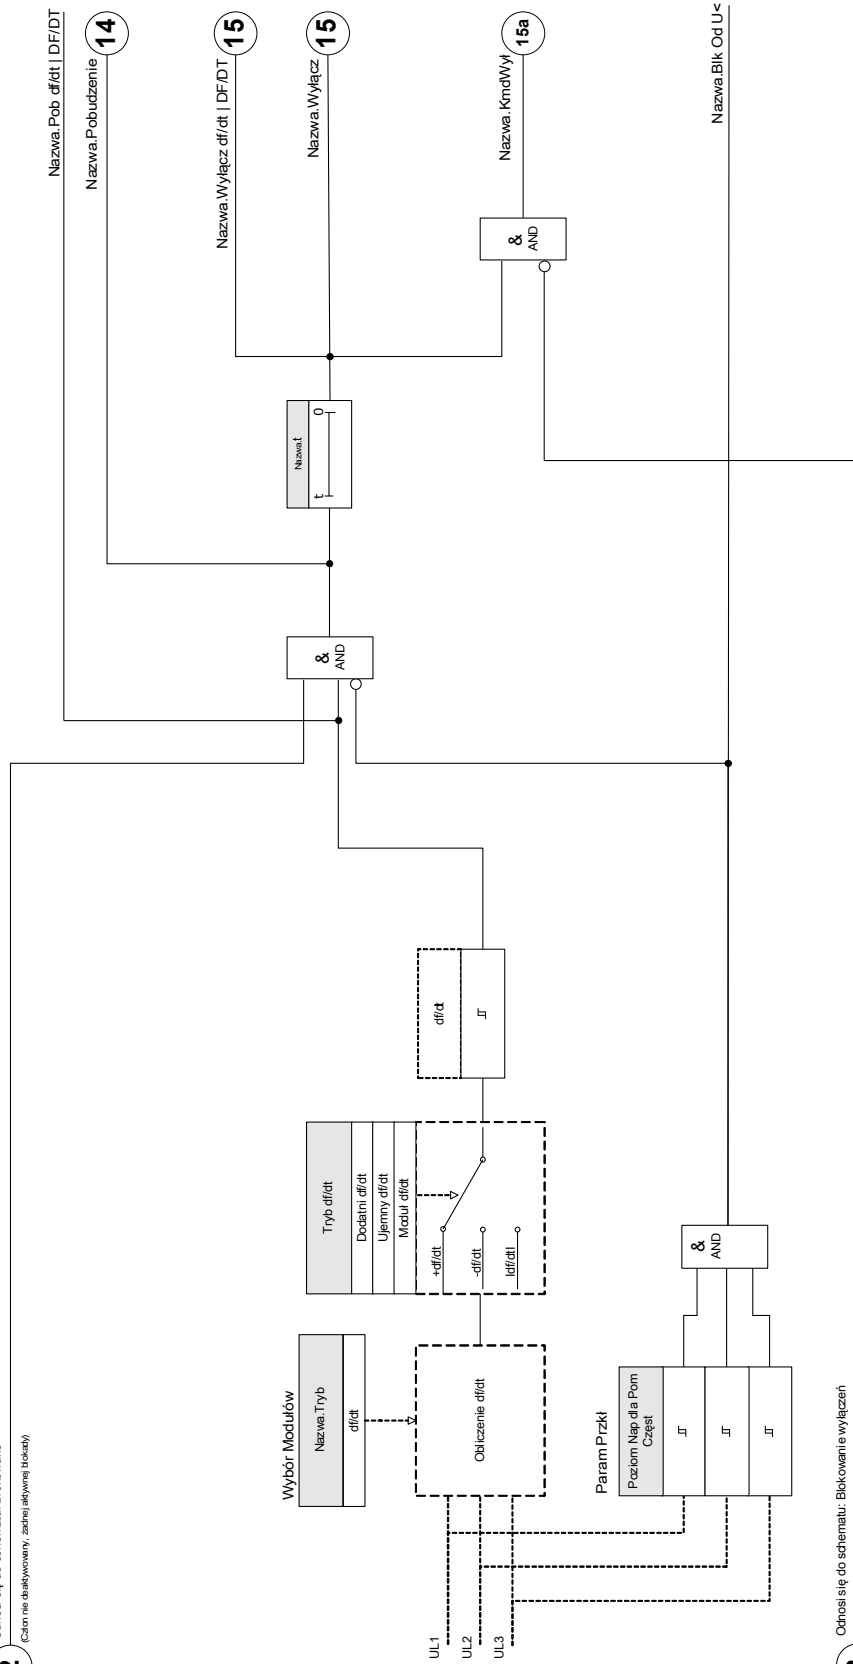 (Człon nie deaktywowany, żadnej aktywnej blokady)
Nazwa.Pob df/dt | DF/DT
14
Nazwa.Pobudzenie
15
Nazwa.Wyłącz df/dt | DF/DT
15
Nazwa.Wyłącz
15a
Nazwa.KmdWył
Nazwa.Blk Od U<
&
AND
Nazwa.t
t
0
&
AND
Wybór Modułów
Nazwa.Tryb
df/dt
Obliczenie df/dt
Tryb df/dt
Dodatni df/dt
Ujemny df/dt
Moduł df/dt
+df/dt
-df/dt
|df/dt|
df/dt
UL1
UL2
UL3
Param Przkł
Poziom Nap dla Pom
Częst
&
AND
Odnosi się do schematu: Blokowanie wyłączeń